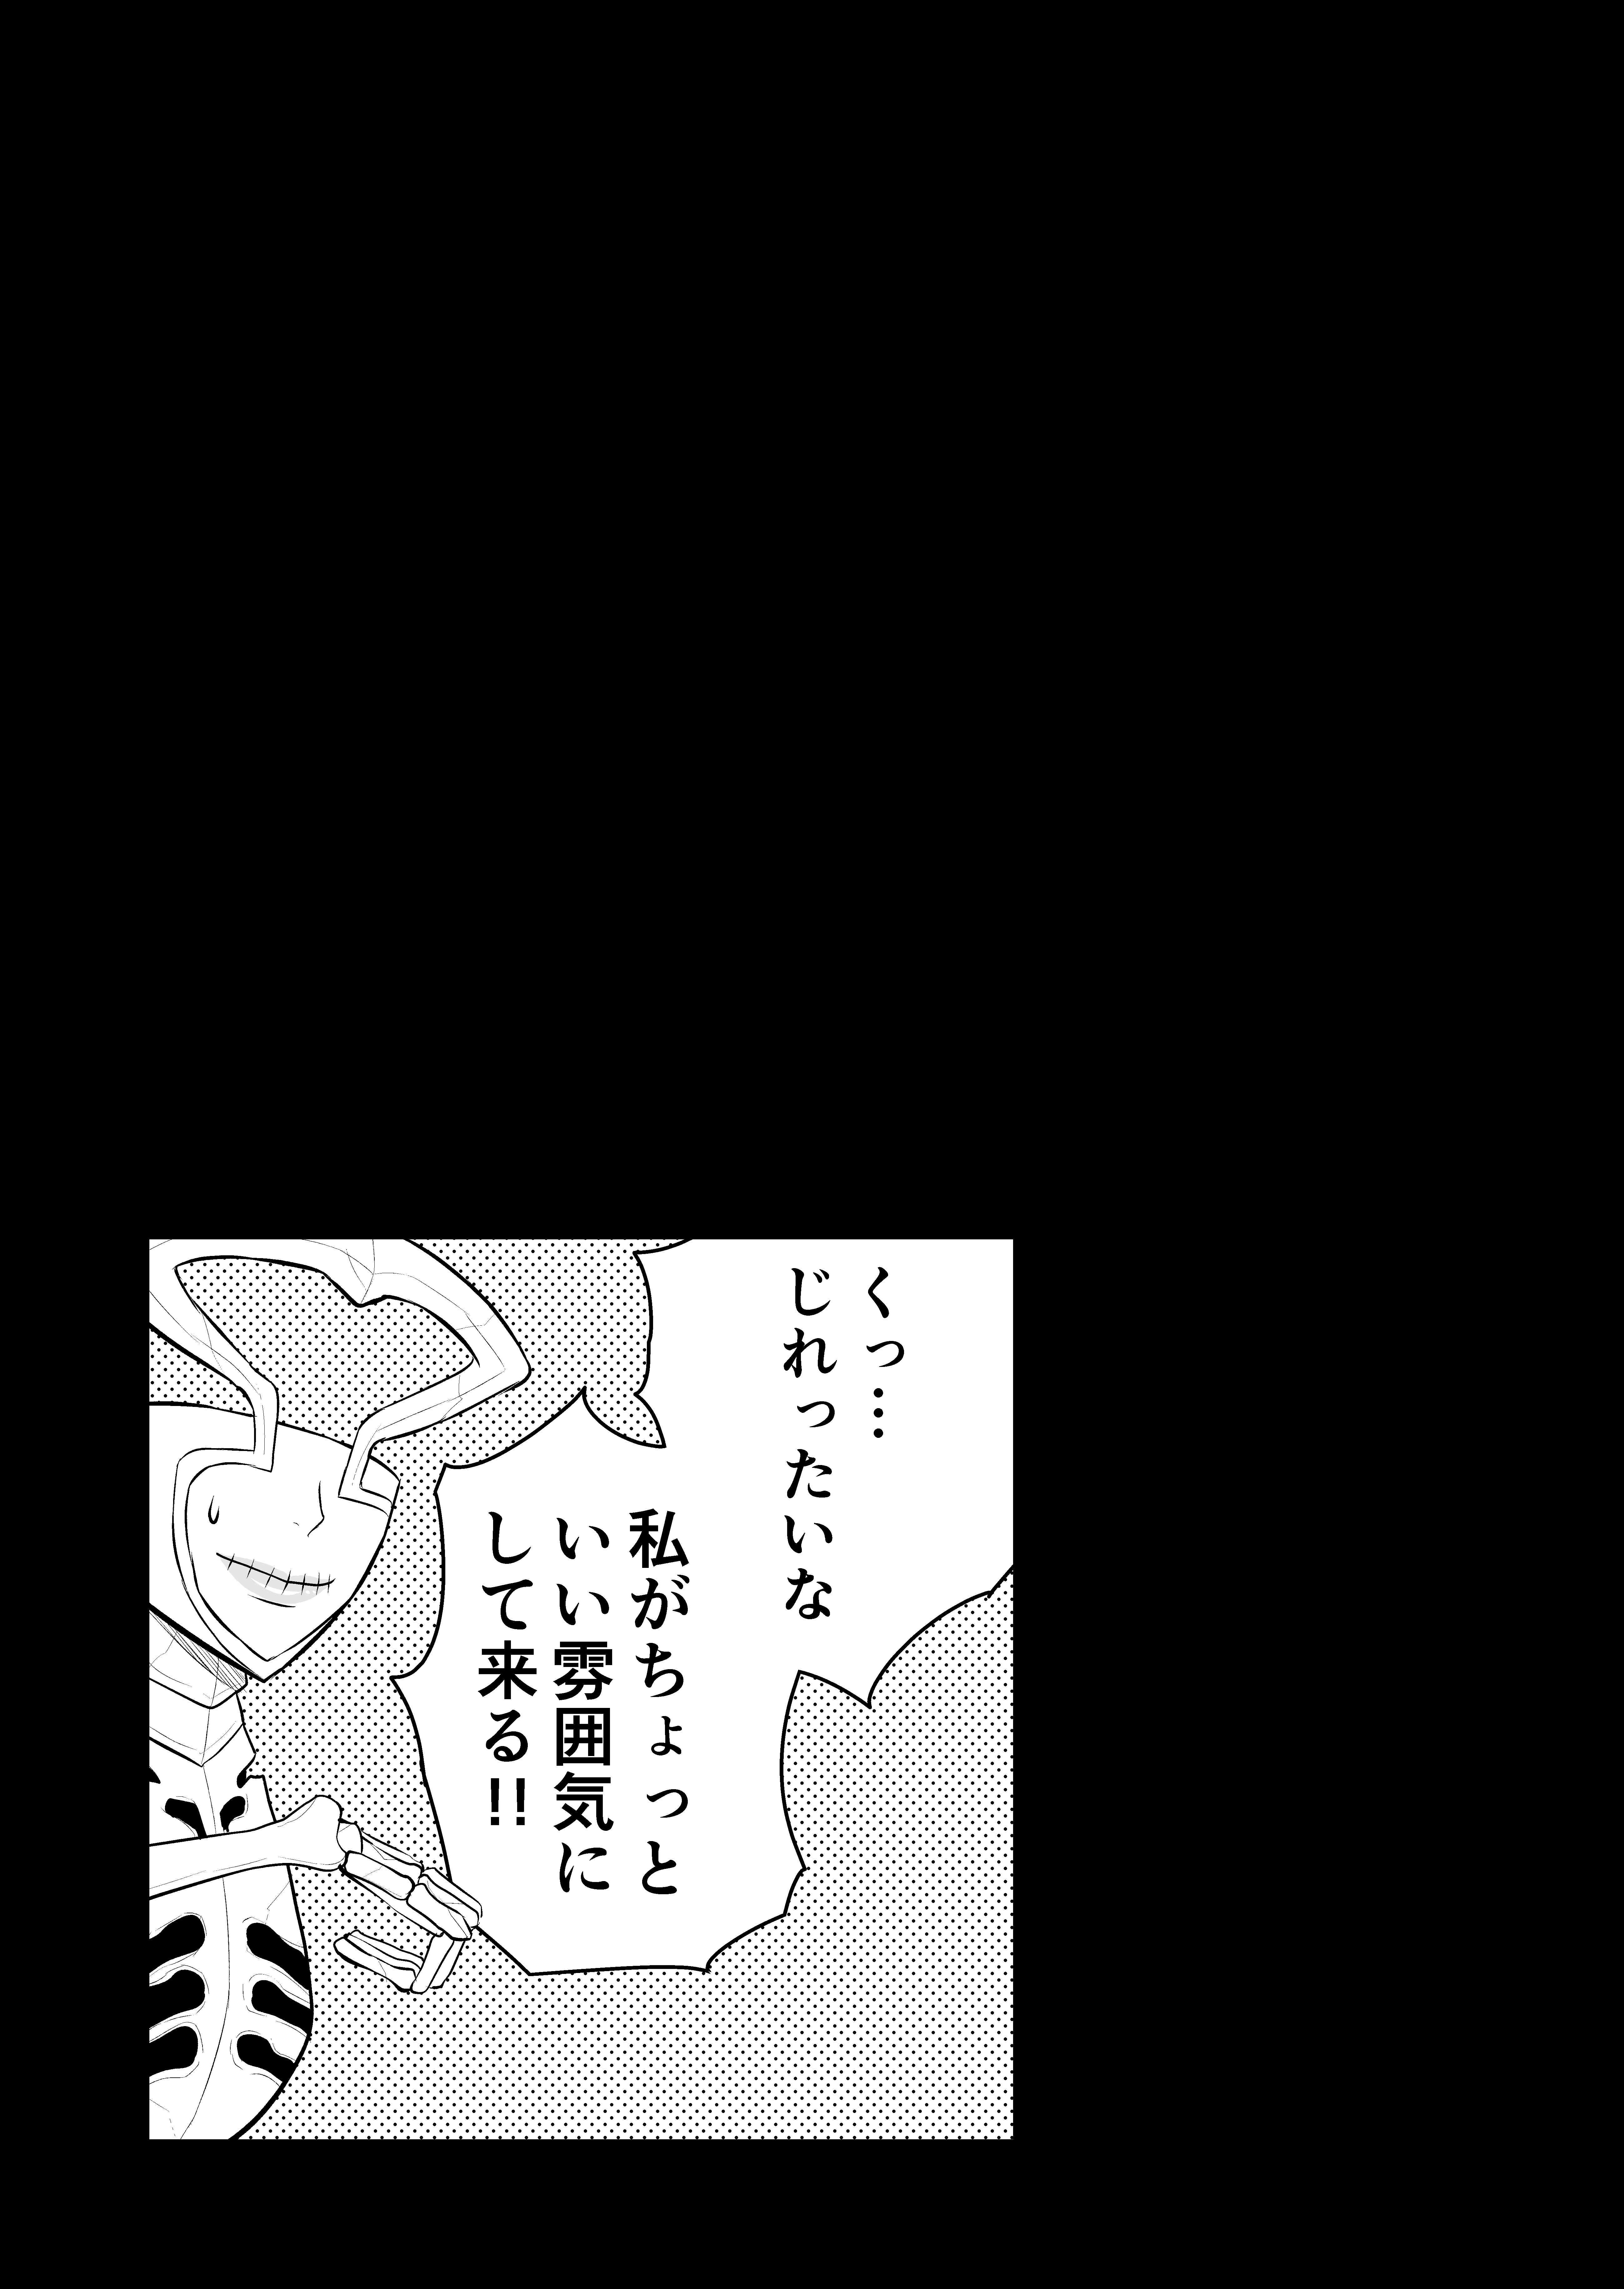 くっ…
じれったいな
私がちょっと
いい雰囲気に
して来る!!